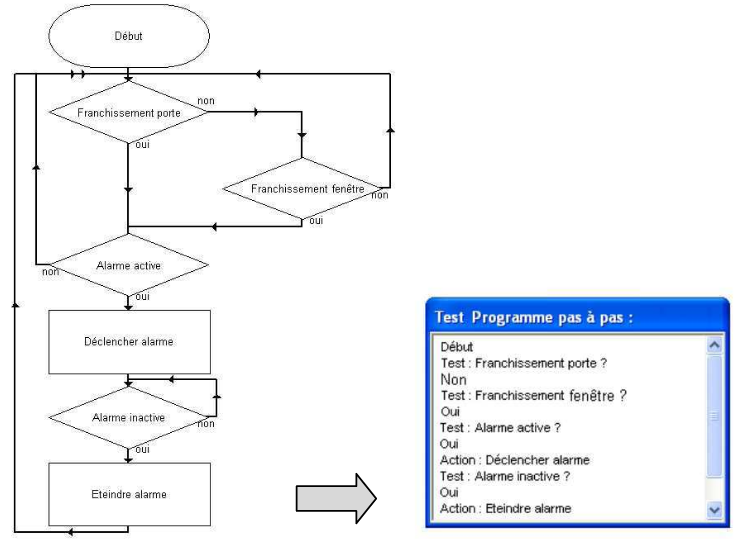 Début
Franchissement porte
non
oui
Franchissement fenêtre
non
oui
Alarme active
non
oui
Déclencher alarme
Alarme inactive
non
oui
Eteindre alarme
Test Programme pas à pas :
Début
Test : Franchissement porte ?
Non
Test : Franchissement fenêtre ?
Oui
Test : Alarme active ?
Oui
Action : Déclencher alarme
Test : Alarme inactive ?
Oui
Action : Eteindre alarme